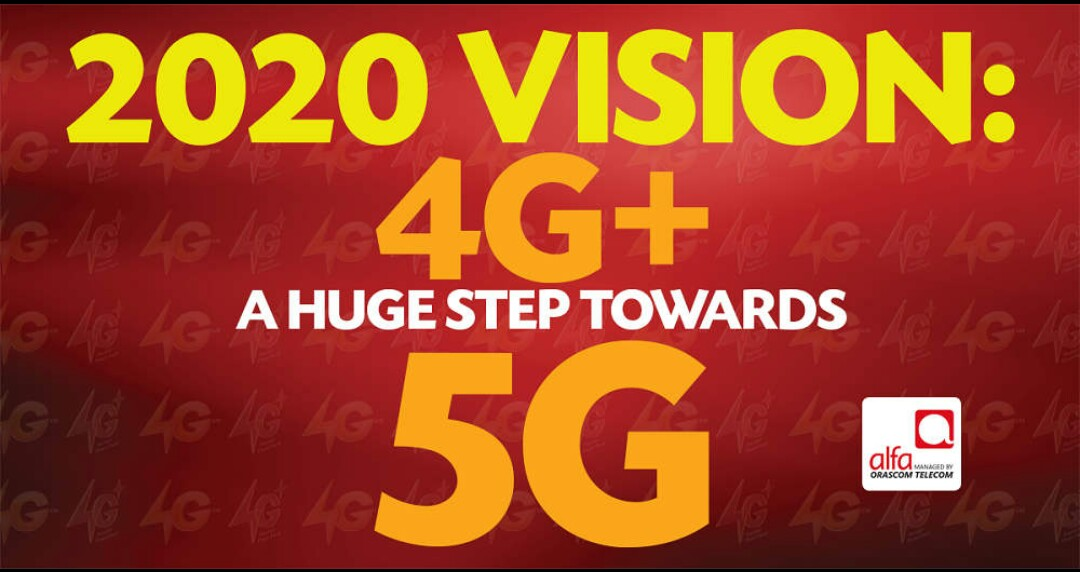 2020 VISION:
4G+
A HUGE STEP TOWARDS
5G
alfa MANAGED BY
ORASCOM TELECOM